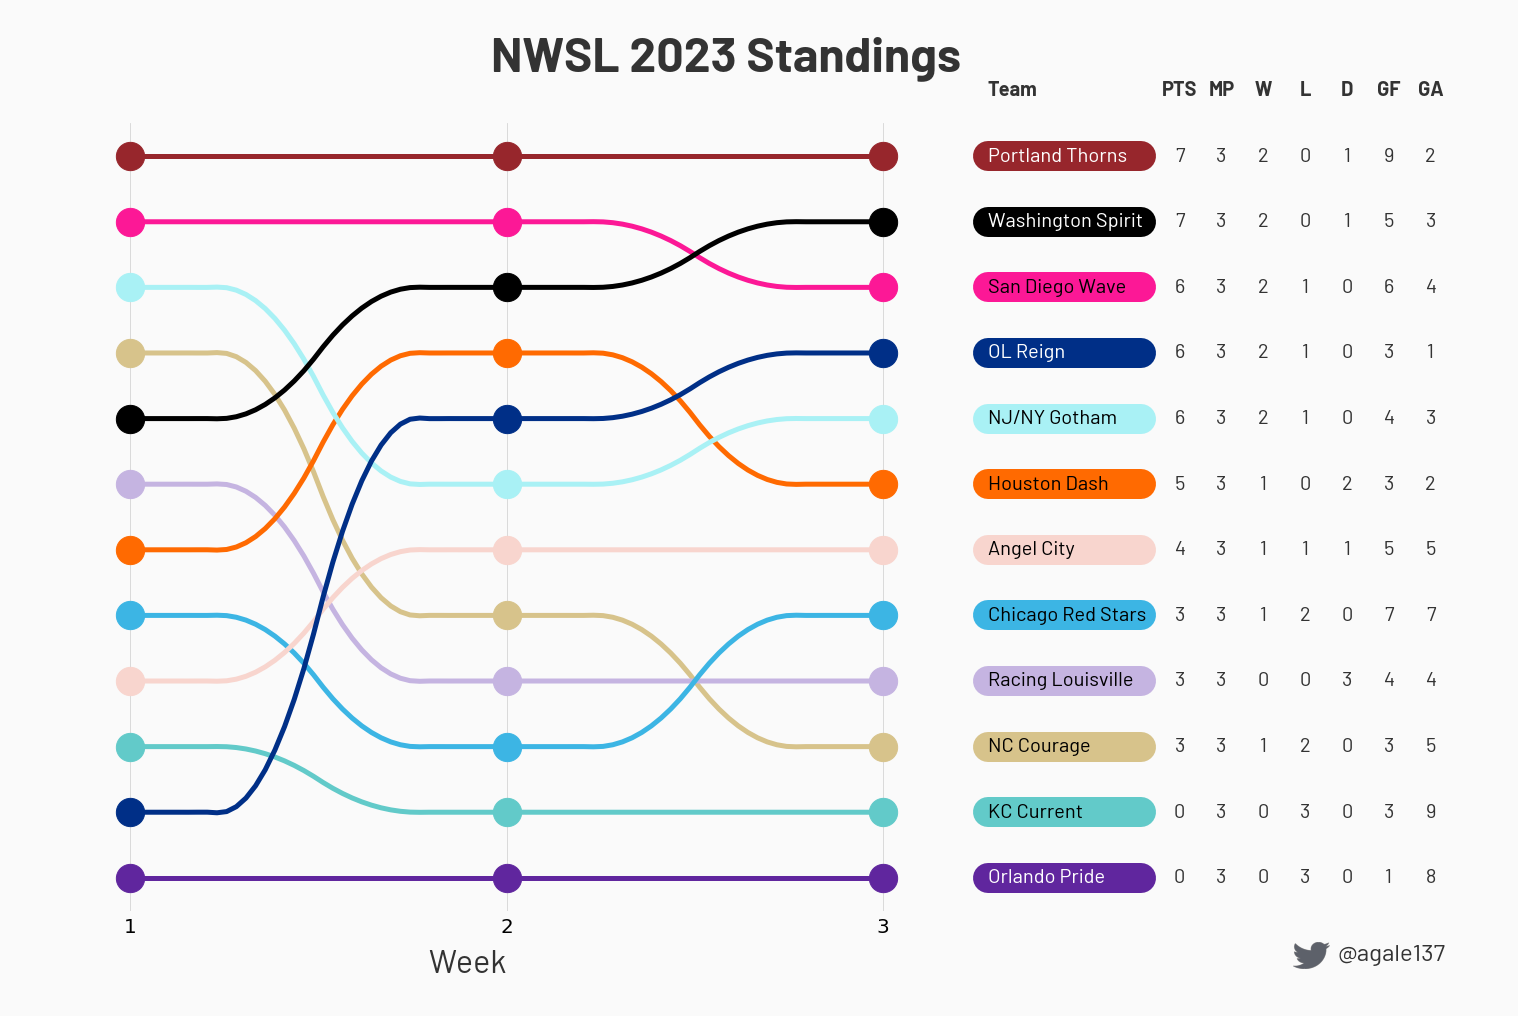 NWSL 2023 Standings
Team PTS MP W L D GF GA
Portland Thorns 7 3 2 0 1 9 2
Washington Spirit 7 3 2 0 1 5 3
San Diego Wave 6 3 2 1 0 6 4
OL Reign 6 3 2 1 0 3 1
NJ/NY Gotham 6 3 2 1 0 4 3
Houston Dash 5 3 1 0 2 3 2
Angel City 4 3 1 1 1 5 5
Chicago Red Stars 3 3 1 2 0 7 7
Racing Louisville 3 3 0 0 3 4 4
NC Courage 3 3 1 2 0 3 5
KC Current 0 3 0 3 0 3 9
Orlando Pride 0 3 0 3 0 1 8
1 2 3
Week
@agale137